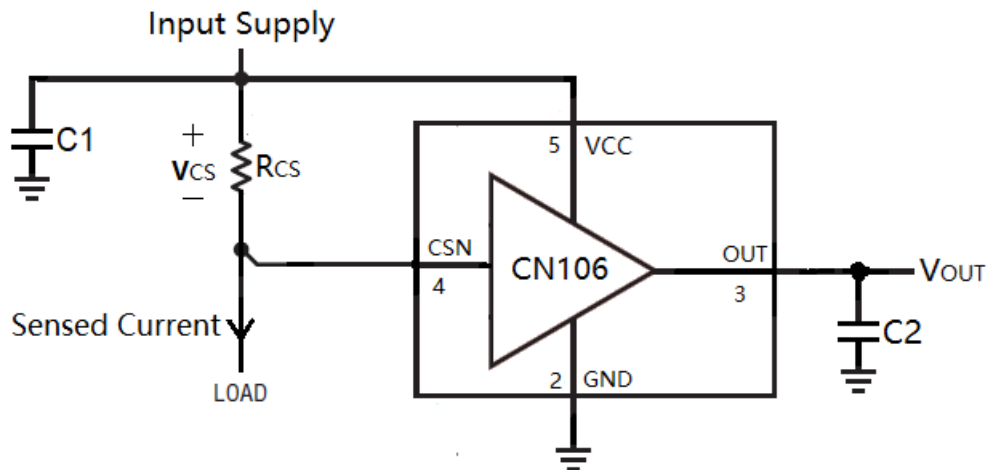 Input Supply
C1
+
VCS
−
RCS
5
VCC
CSN
4
CN106
OUT
3
VOUT
C2
Sensed Current
LOAD
2
GND